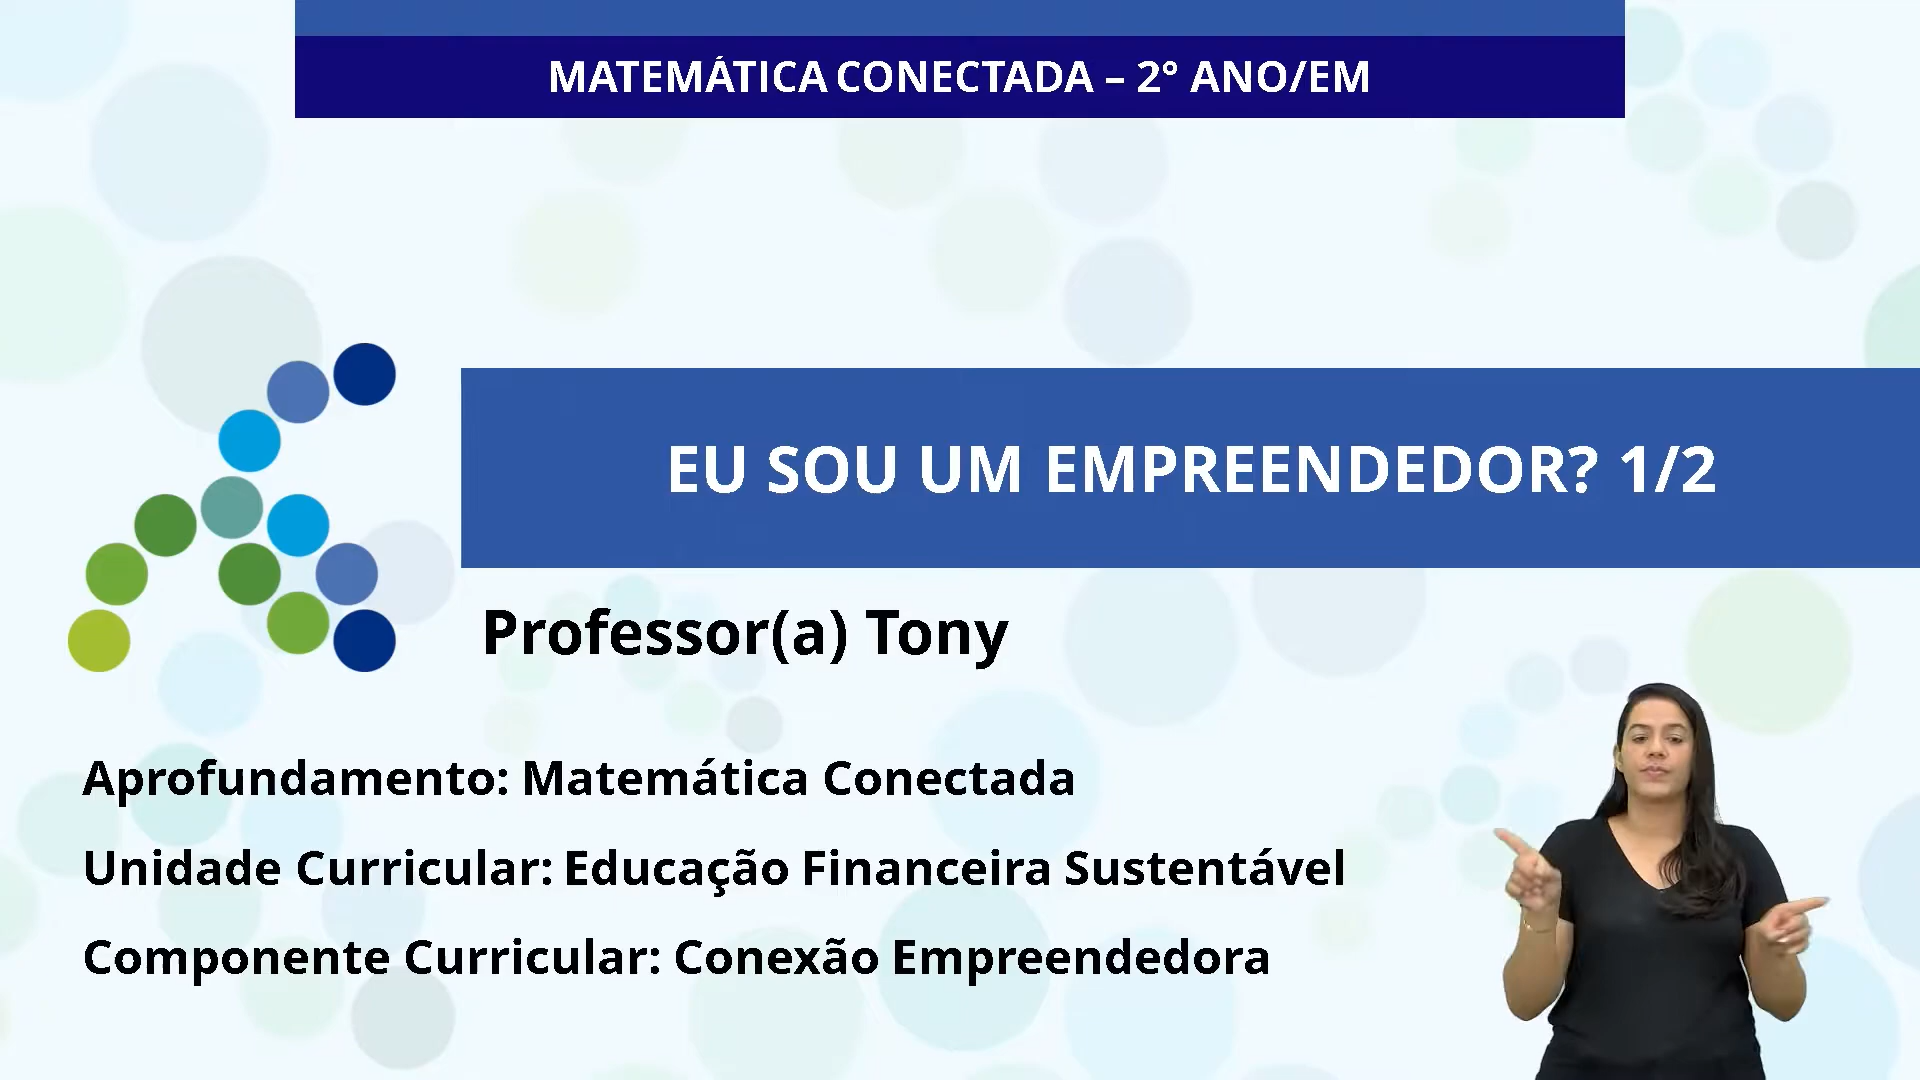 MATEMÁTICA CONECTADA – 2° ANO/EM
EU SOU UM EMPREENDEDOR? 1/2
Professor(a) Tony
Aprofundamento: Matemática Conectada
Unidade Curricular: Educação Financeira Sustentável
Componente Curricular: Conexão Empreendedora